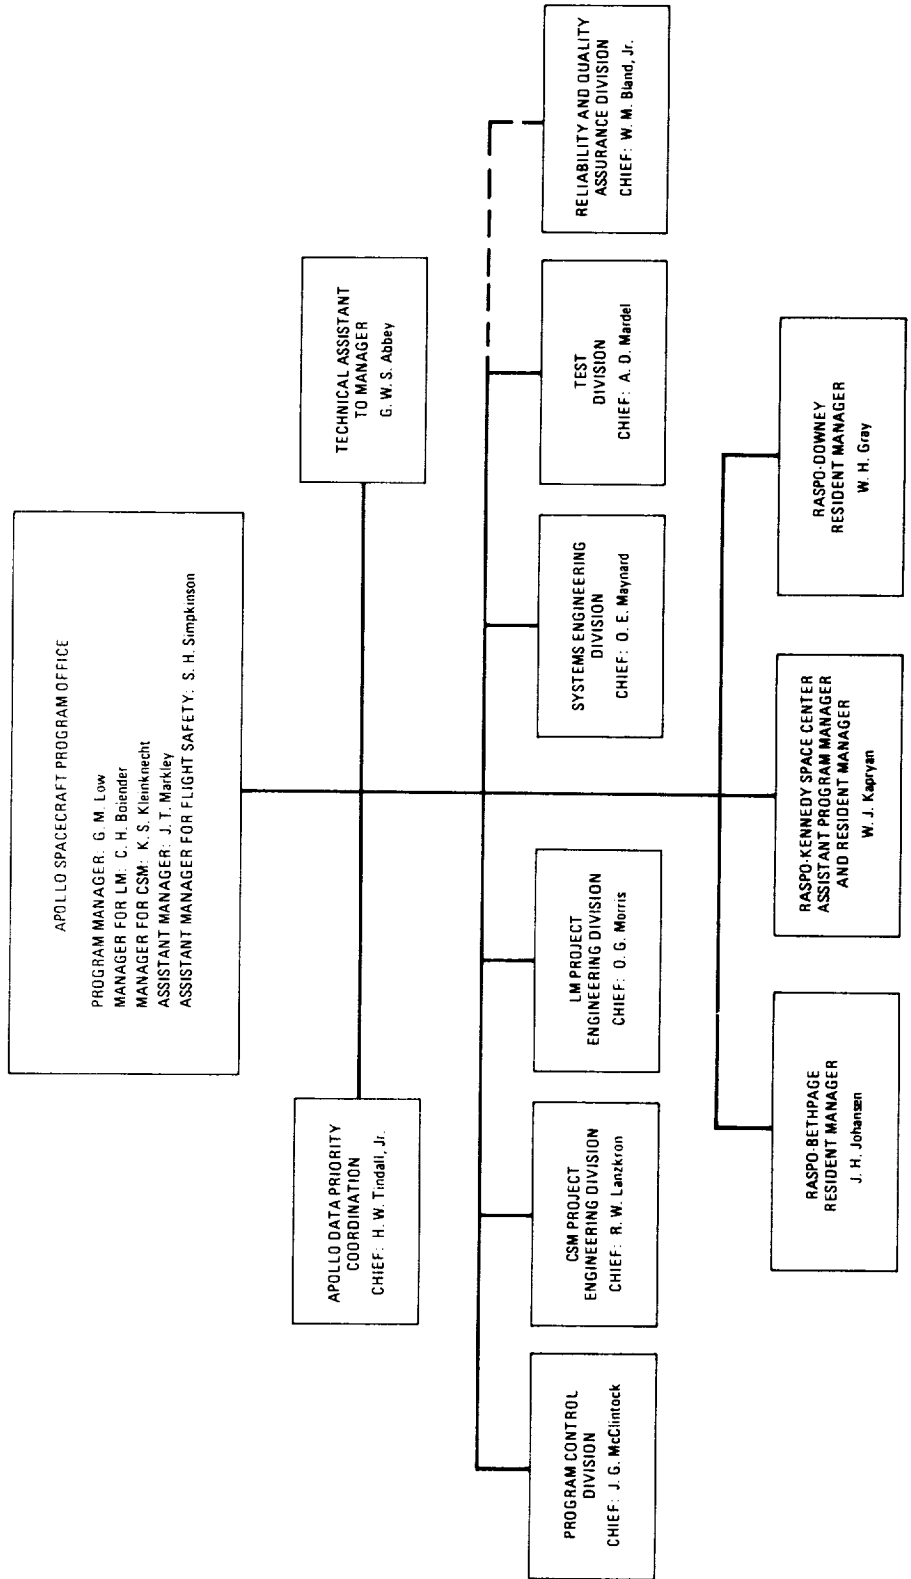 APOLLO SPACECRAFT PROGRAM OFFICE
PROGRAM MANAGER: G. M. Low
MANAGER FOR LM: C. H. Bolender
MANAGER FOR CSM: K. S. Kleinknecht
ASSISTANT MANAGER: J. T. Markley
ASSISTANT MANAGER FOR FLIGHT SAFETY: S. H. Simpkinson
APOLLO DATA PRIORITY
COORDINATION
CHIEF: H. W. Tindall, Jr.
TECHNICAL ASSISTANT
TO MANAGER
G. W. S. Abbey
PROGRAM CONTROL
DIVISION
CHIEF: J. G. McClintock
CSM PROJECT
ENGINEERING DIVISION
CHIEF: R. W. Lanzkron
LM PROJECT
ENGINEERING DIVISION
CHIEF: O. G. Morris
SYSTEMS ENGINEERING
DIVISION
CHIEF: O. E. Maynard
TEST
DIVISION
CHIEF: A. D. Mardel
RELIABILITY AND QUALITY
ASSURANCE DIVISION
CHIEF: W. M. Bland, Jr.
RASPO-BETHPAGE
RESIDENT MANAGER
J. H. Johansen
RASPO-KENNEDY SPACE CENTER
ASSISTANT PROGRAM MANAGER
AND RESIDENT MANAGER
W. J. Kapryan
RASPO-DOWNEY
RESIDENT MANAGER
W. H. Gray